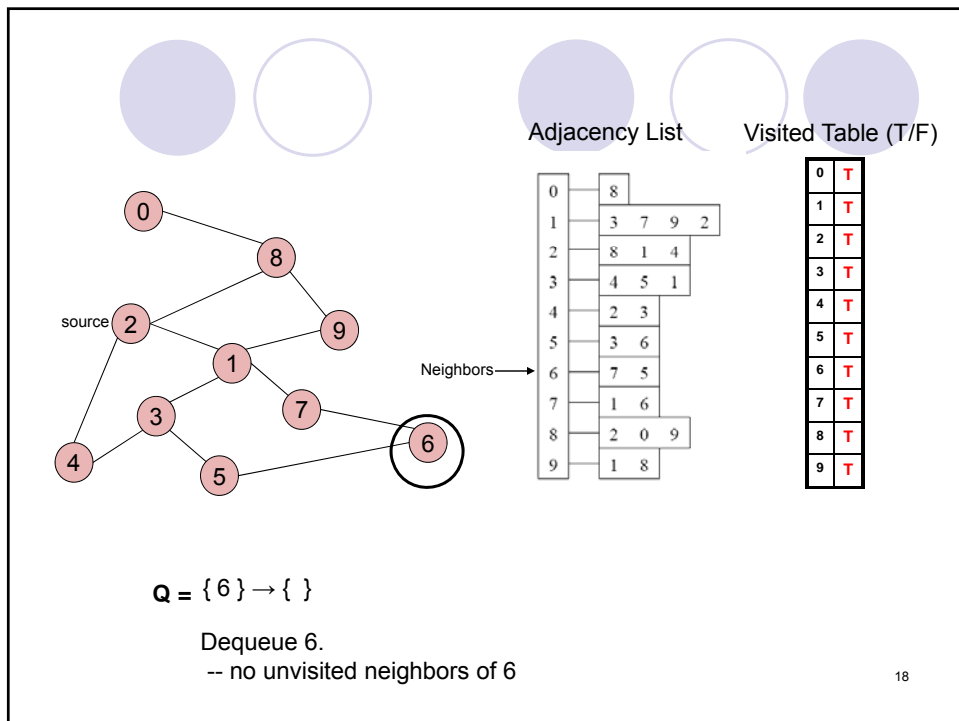 Adjacency List
Visited Table (T/F)
0
8
source 2
9
1
7
3
6
4
5
Neighbors
0 8
1 3 7 9 2
2 8 1 4
3 4 5 1
4 2 3
5 3 6
6 7 5
7 1 6
8 2 0 9
9 1 8
0 T
1 T
2 T
3 T
4 T
5 T
6 T
7 T
8 T
9 T
Q = { 6 } → { }
Dequeue 6.
-- no unvisited neighbors of 6
18